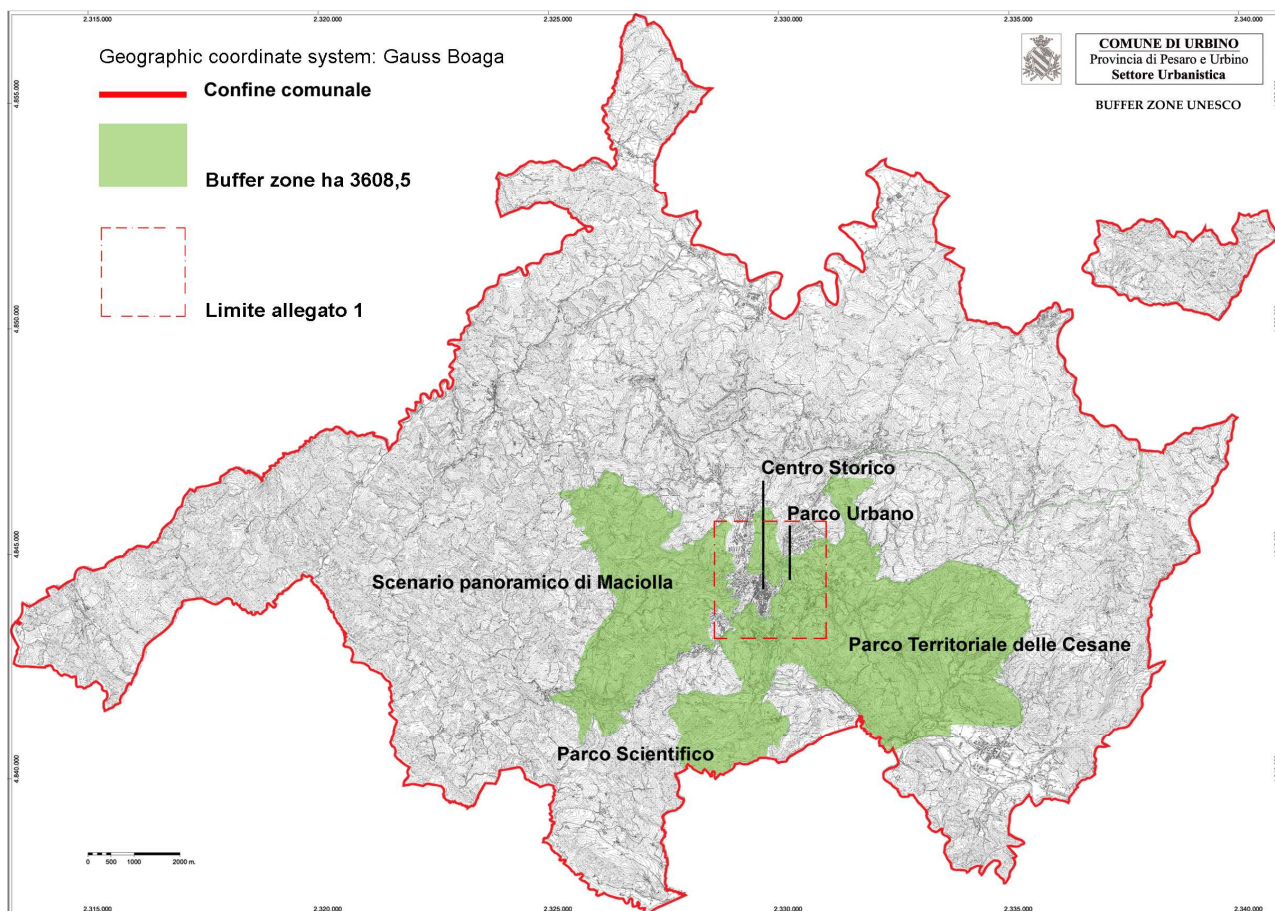 2.315.000 2.320.000 2.325.000 2.330.000 2.335.000 2.340.000
Geographic coordinate system: Gauss Boaga
Confine comunale
Buffer zone ha 3608,5
Limite allegato 1
COMUNE DI URBINO
Provincia di Pesaro e Urbino
Settore Urbanistica
BUFFER ZONE UNESCO
4.855.000
4.850.000
4.845.000
4.840.000
Centro Storico
Parco Urbano
Scenario panoramico di Maciolla
Parco Territoriale delle Cesane
Parco Scientifico
0 500 1000 2000 m.
2.315.000 2.320.000 2.325.000 2.330.000 2.335.000 2.340.000